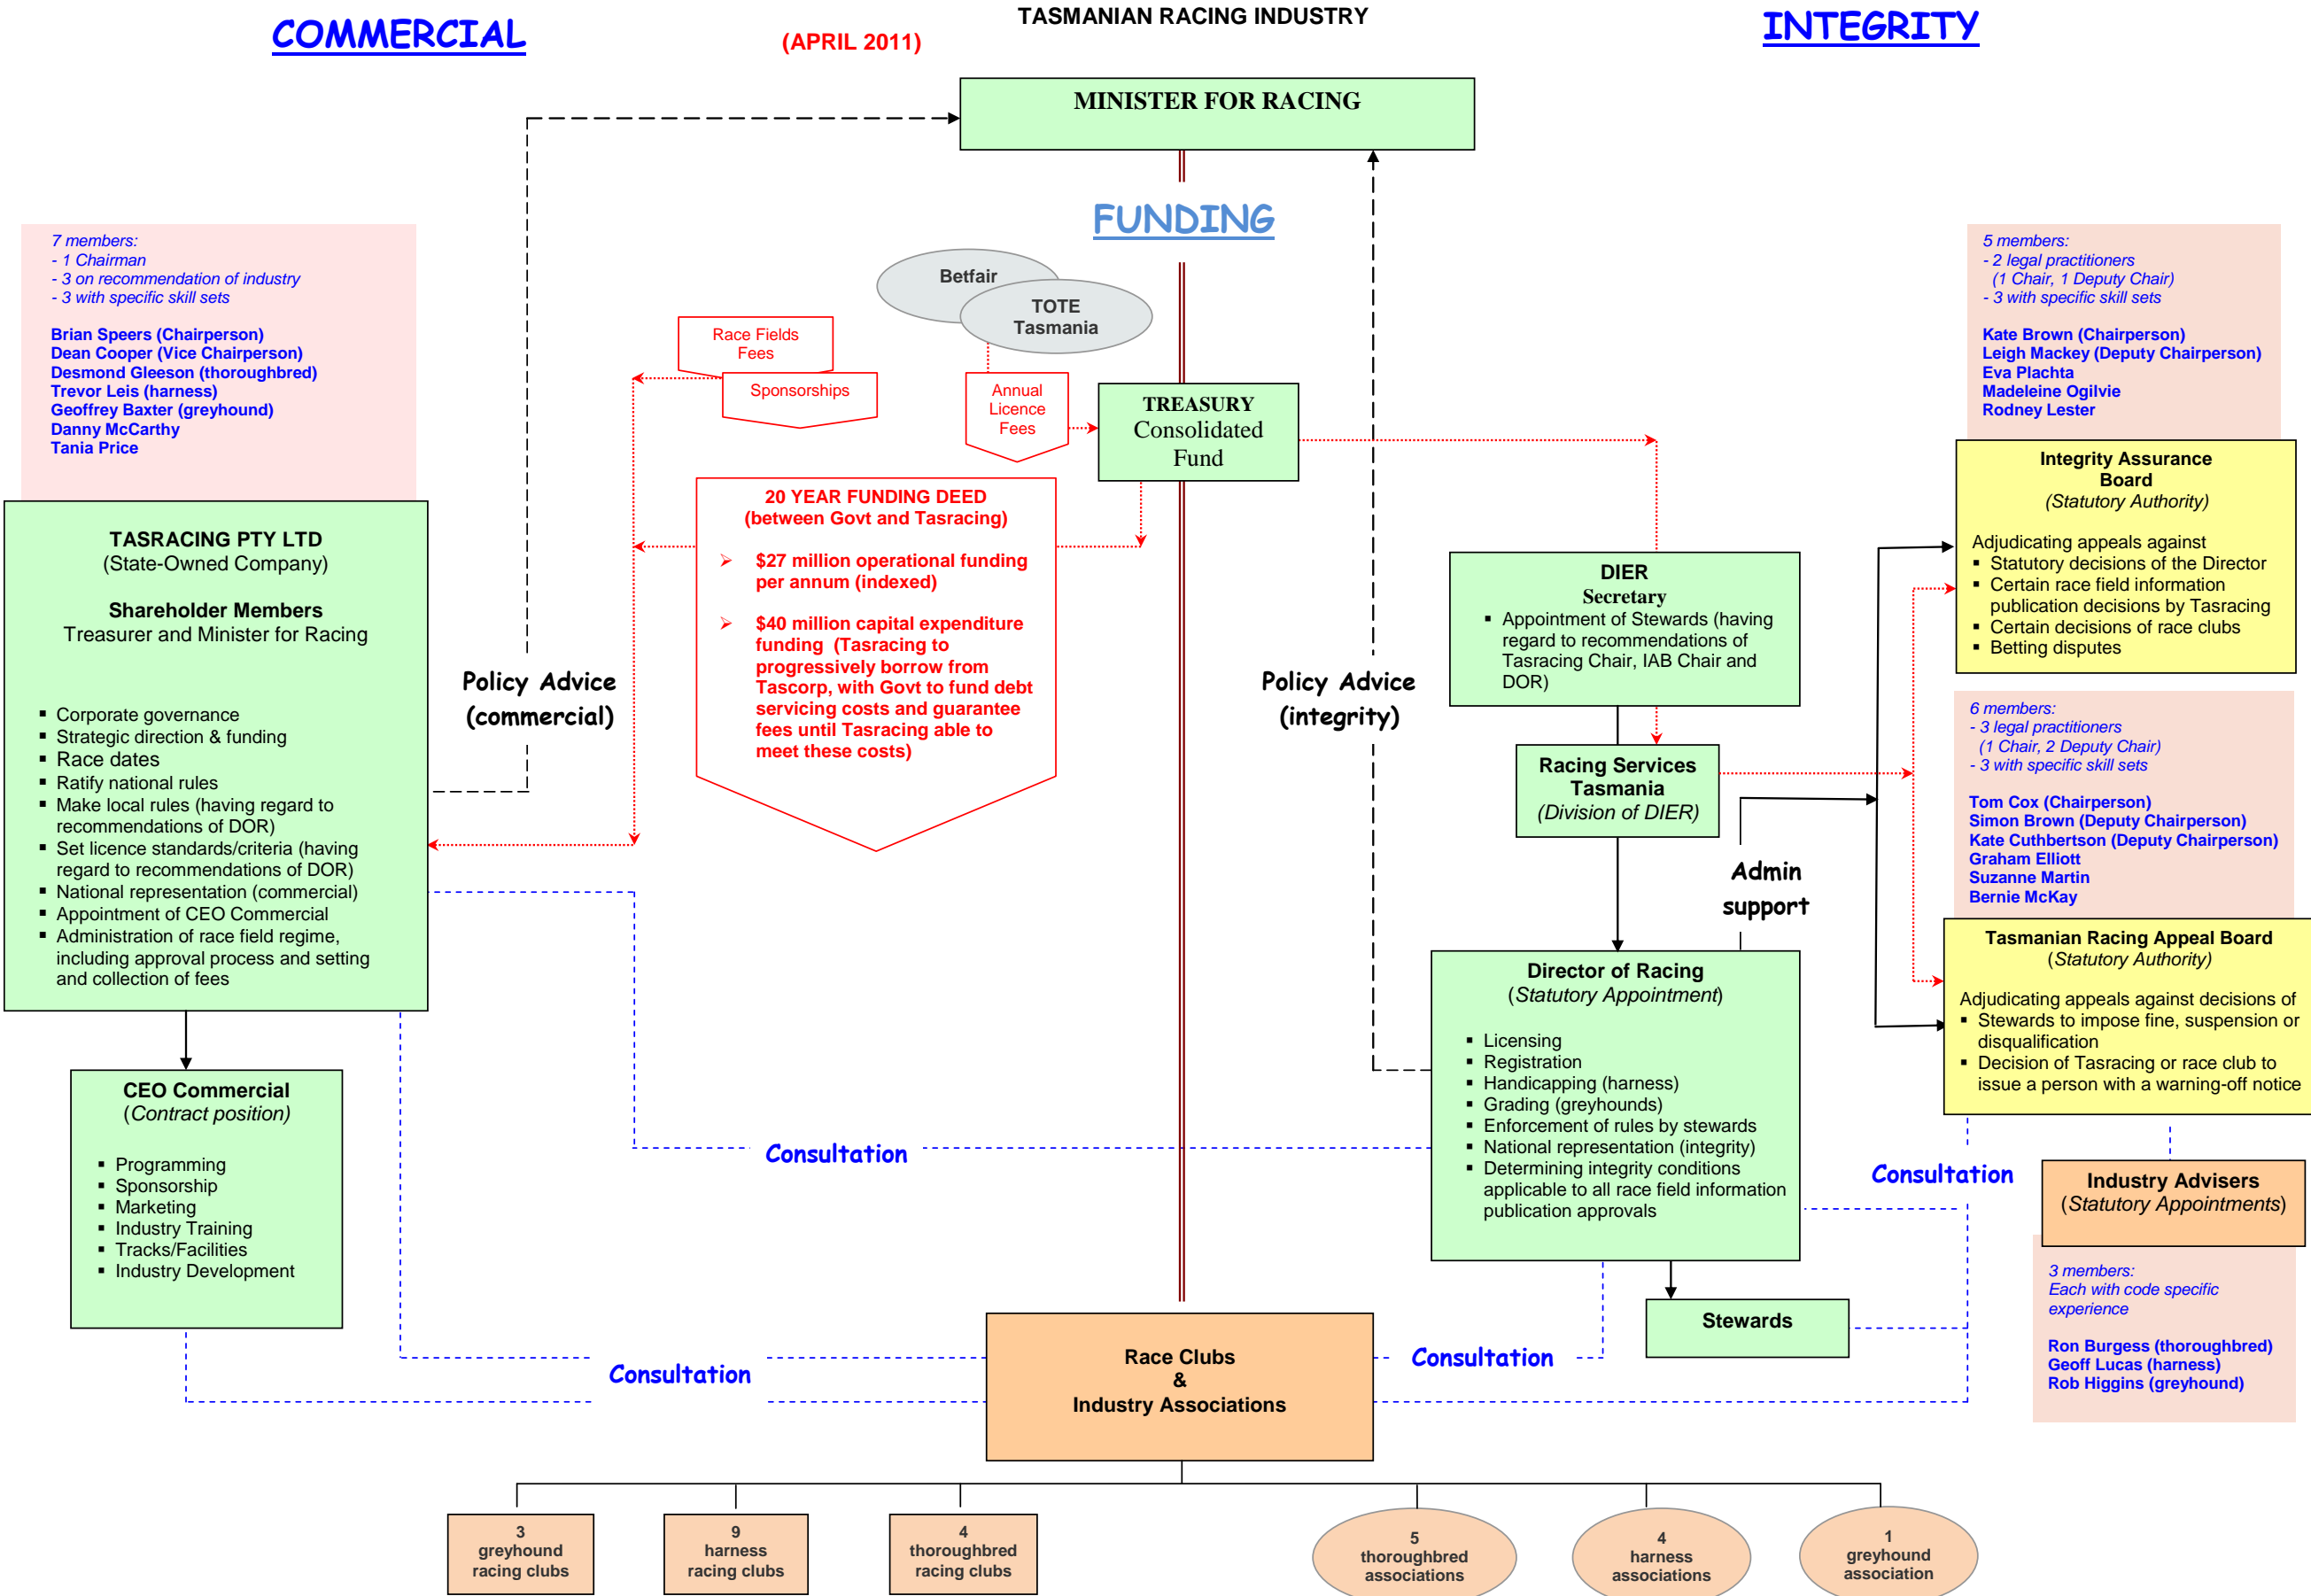 COMMERCIAL
TASMANIAN RACING INDUSTRY
(APRIL 2011)
INTEGRITY
MINISTER FOR RACING
FUNDING
7 members:
- 1 Chairman
- 3 on recommendation of industry
- 3 with specific skill sets
Brian Speers (Chairperson)
Dean Cooper (Vice Chairperson)
Desmond Gleeson (thoroughbred)
Trevor Leis (harness)
Geoffrey Baxter (greyhound)
Danny McCarthy
Tania Price
TASRACING PTY LTD
(State-Owned Company)
Shareholder Members
Treasurer and Minister for Racing
▪ Corporate governance
▪ Strategic direction & funding
▪ Race dates
▪ Ratify national rules
▪ Make local rules (having regard to
recommendations of DOR)
▪ Set licence standards/criteria (having
regard to recommendations of DOR)
▪ National representation (commercial)
▪ Appointment of CEO Commercial
▪ Administration of race field regime,
including approval process and setting
and collection of fees
CEO Commercial
(Contract position)
▪ Programming
▪ Sponsorship
▪ Marketing
▪ Industry Training
▪ Tracks/Facilities
▪ Industry Development
Policy Advice
(commercial)
Betfair
TOTE
Tasmania
Race Fields
Fees
Sponsorships
Annual
Licence
Fees
TREASURY
Consolidated
Fund
20 YEAR FUNDING DEED
(between Govt and Tasracing)
➢ $27 million operational funding
per annum (indexed)
➢ $40 million capital expenditure
funding (Tasracing to
progressively borrow from
Tascorp, with Govt to fund debt
servicing costs and guarantee
fees until Tasracing able to
meet these costs)
Policy Advice
(integrity)
DIER
Secretary
▪ Appointment of Stewards (having
regard to recommendations of
Tasracing Chair, IAB Chair and
DOR)
Racing Services
Tasmania
(Division of DIER)
Admin
support
Director of Racing
(Statutory Appointment)
▪ Licensing
▪ Registration
▪ Handicapping (harness)
▪ Grading (greyhounds)
▪ Enforcement of rules by stewards
▪ National representation (integrity)
▪ Determining integrity conditions
applicable to all race field information
publication approvals
Stewards
5 members:
- 2 legal practitioners
(1 Chair, 1 Deputy Chair)
- 3 with specific skill sets
Kate Brown (Chairperson)
Leigh Mackey (Deputy Chairperson)
Eva Plachta
Madeleine Ogilvie
Rodney Lester
Integrity Assurance
Board
(Statutory Authority)
Adjudicating appeals against
▪ Statutory decisions of the Director
▪ Certain race field information
publication decisions by Tasracing
▪ Certain decisions of race clubs
▪ Betting disputes
6 members:
- 3 legal practitioners
(1 Chair, 2 Deputy Chair)
- 3 with specific skill sets
Tom Cox (Chairperson)
Simon Brown (Deputy Chairperson)
Kate Cuthbertson (Deputy Chairperson)
Graham Elliott
Suzanne Martin
Bernie McKay
Tasmanian Racing Appeal Board
(Statutory Authority)
Adjudicating appeals against decisions of
▪ Stewards to impose fine, suspension or
disqualification
▪ Decision of Tasracing or race club to
issue a person with a warning-off notice
Consultation
Consultation
Industry Advisers
(Statutory Appointments)
3 members:
Each with code specific
experience
Ron Burgess (thoroughbred)
Geoff Lucas (harness)
Rob Higgins (greyhound)
Consultation
Race Clubs
&
Industry Associations
Consultation
3
greyhound
racing clubs
9
harness
racing clubs
4
thoroughbred
racing clubs
5
thoroughbred
associations
4
harness
associations
1
greyhound
association